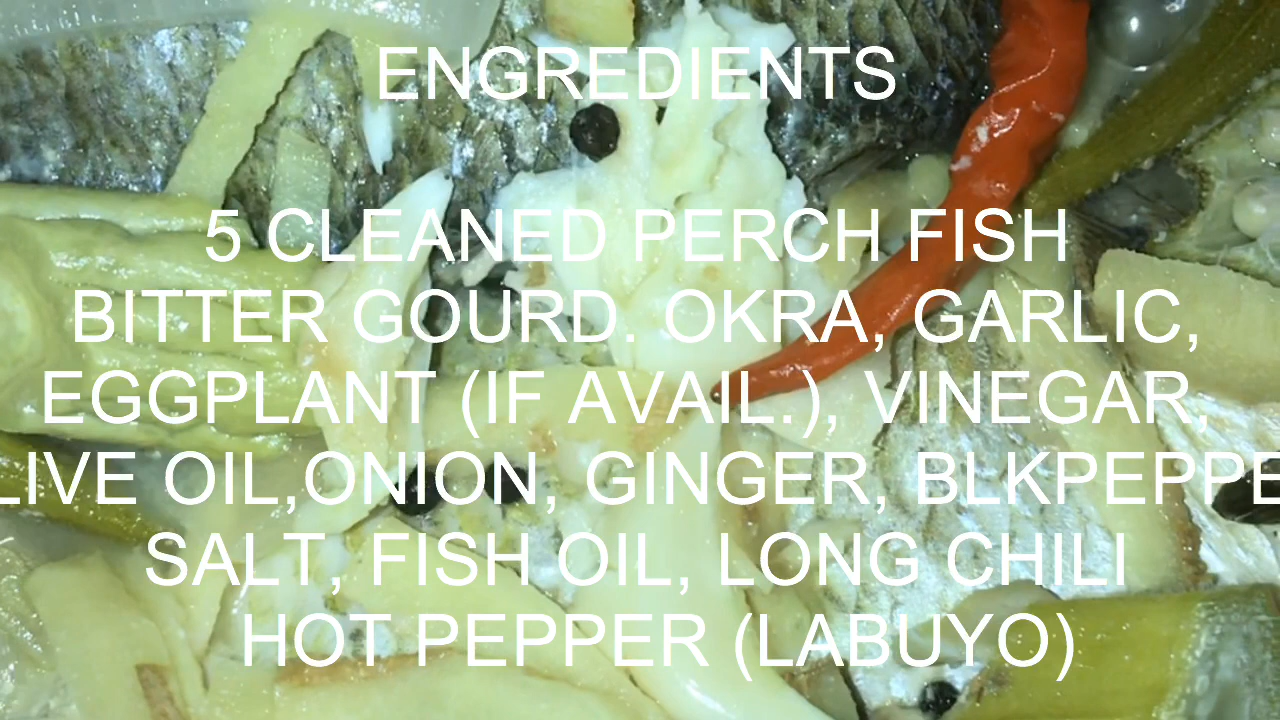 ENGREDIENTS
5 CLEANED PERCH FISH
BITTER GOURD. OKRA, GARLIC,
EGGPLANT (IF AVAIL.), VINEGAR,
LIVE OIL,ONION, GINGER, BLKPEPPE
SALT, FISH OIL, LONG CHILI
HOT PEPPER (LABUYO)